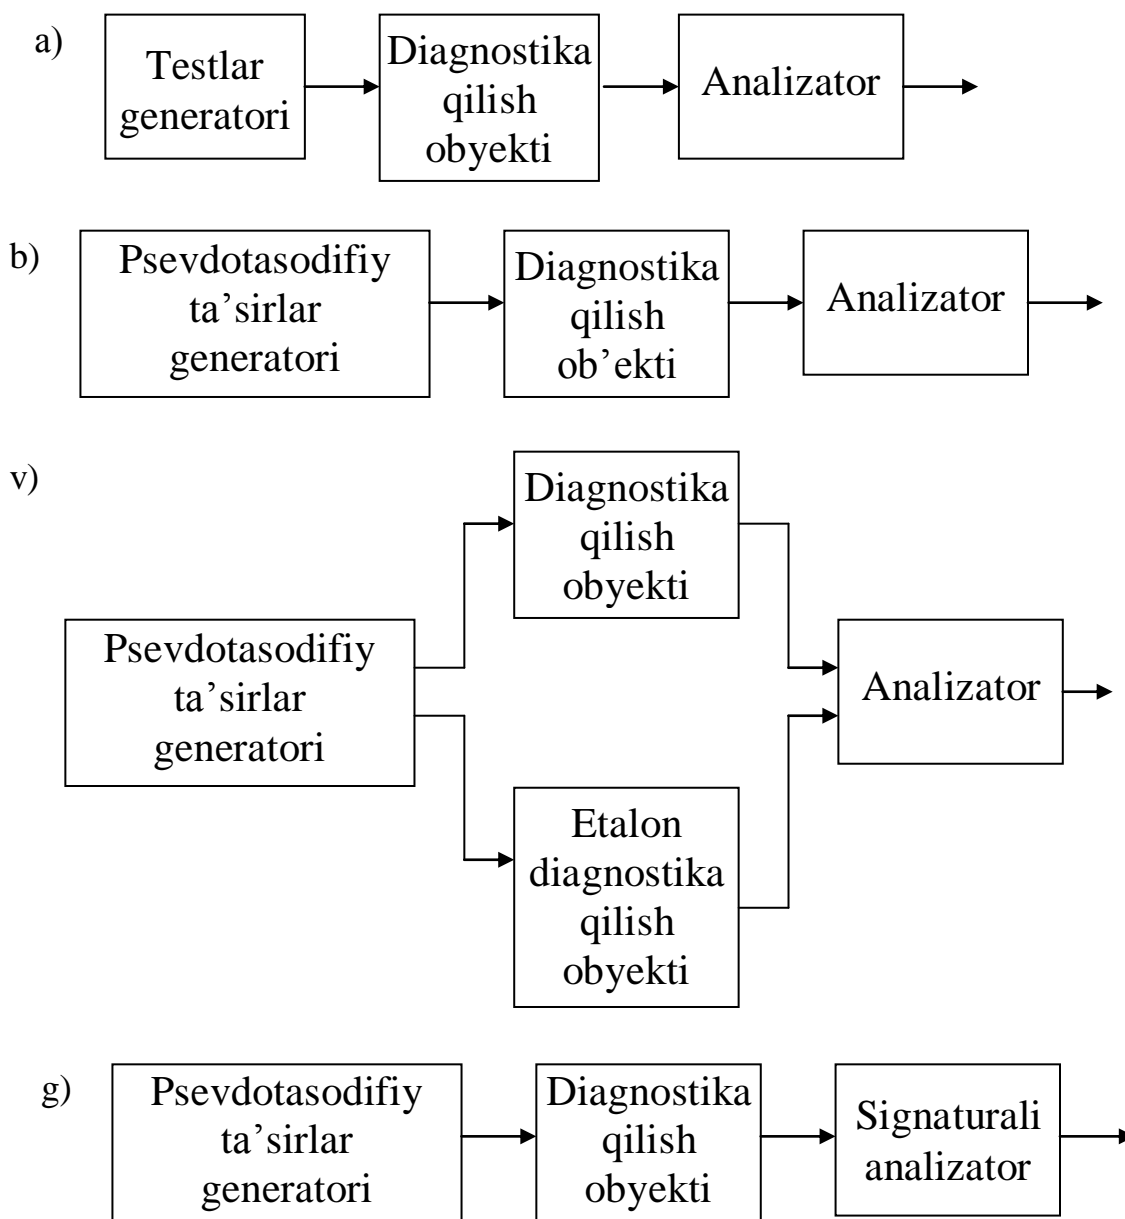 a)
Testlar
generatori
Diagnostika
qilish
obyekti
Analizator
b)
Psevdotasodifiy
ta’sirlar
generatori
Diagnostika
qilish
ob’ekti
Analizator
v)
Psevdotasodifiy
ta’sirlar
generatori
Diagnostika
qilish
obyekti
Etalon
diagnostika
qilish
obyekti
Analizator
g)
Psevdotasodifiy
ta’sirlar
generatori
Diagnostika
qilish
obyekti
Signaturali
analizator